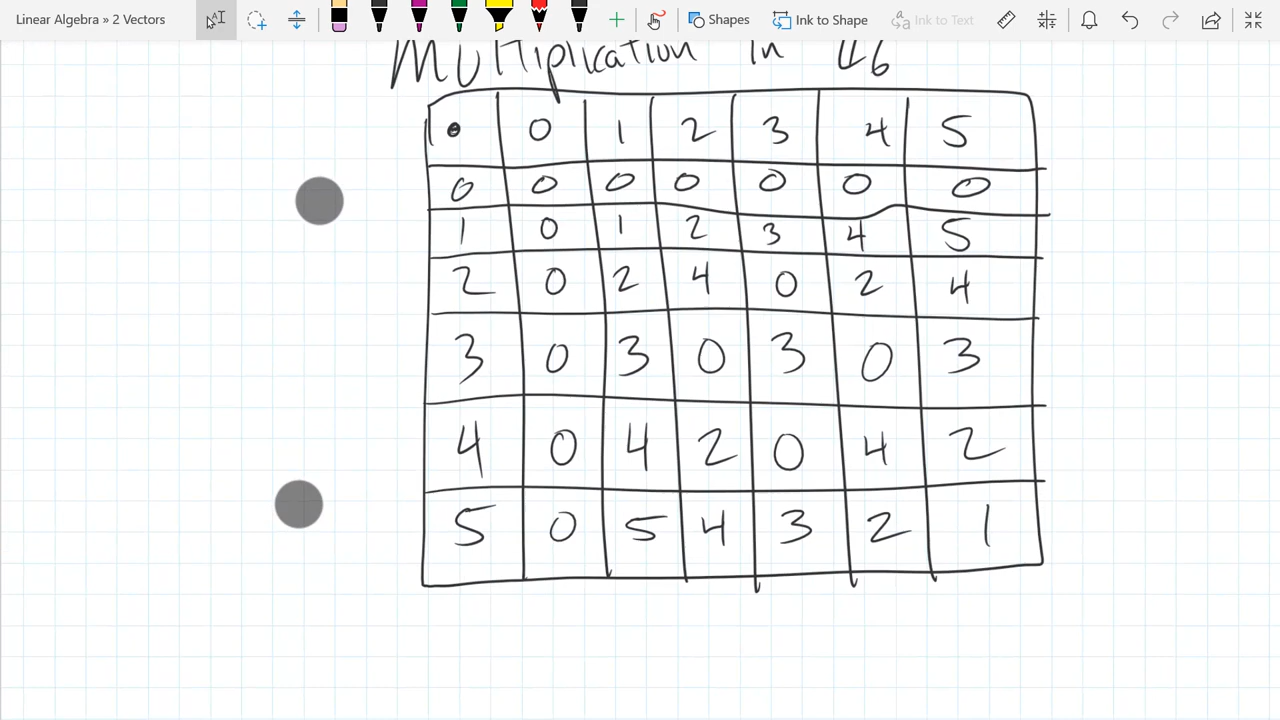 Linear Algebra » 2 Vectors
Shapes
Ink to Shape
Ink to Text
Multiplication in Z6
• 0 1 2 3 4 5
0 0 0 0 0 0 0
1 0 1 2 3 4 5
2 0 2 4 0 2 4
3 0 3 0 3 0 3
4 0 4 2 0 4 2
5 0 5 4 3 2 1